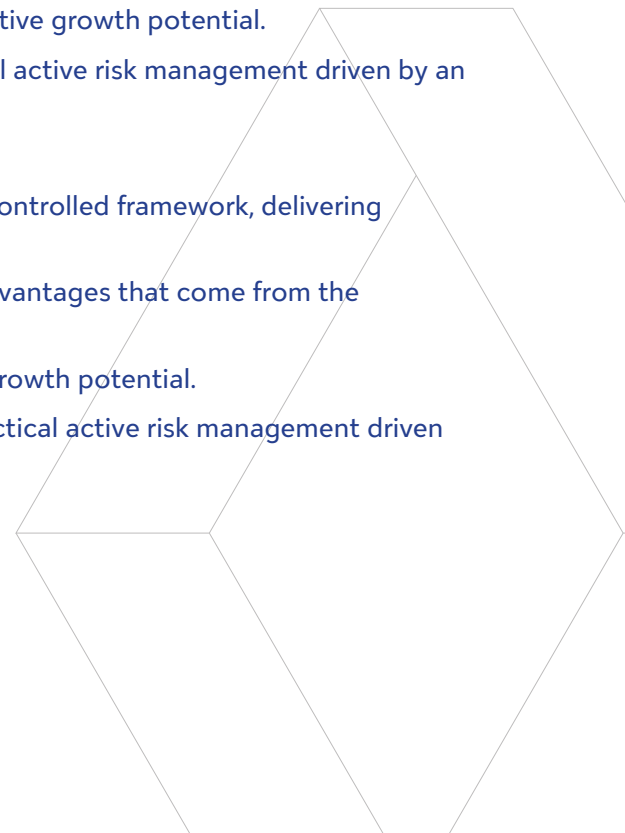 tive growth potential.
l active risk management driven by an
ontrolled framework, delivering
vantages that come from the
rowth potential.
ctical active risk management driven